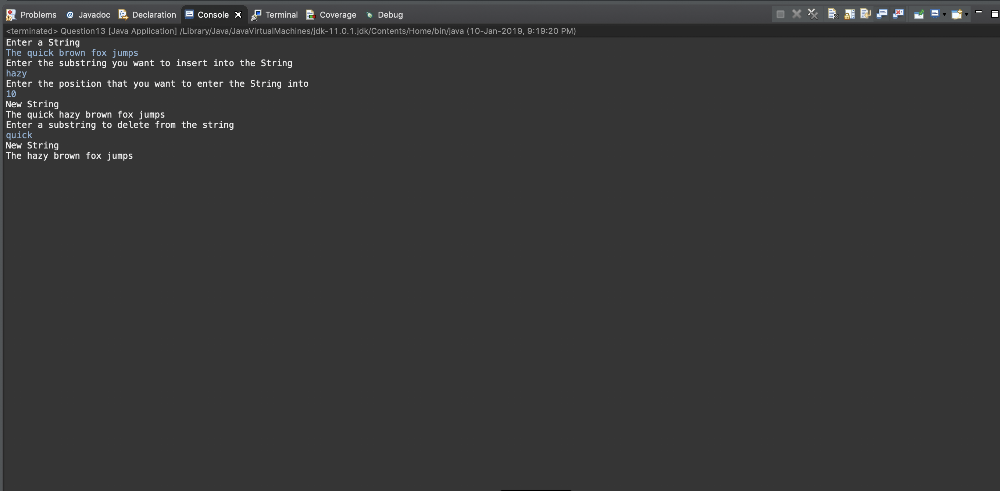 Problems @ Javadoc Declaration Console Terminal Coverage Debug
<terminated> Question13 [Java Application] /Library/Java/JavaVirtualMachines/jdk-11.0.1.jdk/Contents/Home/bin/java (10-Jan-2019, 9:19:20 PM)
Enter a String
The quick brown fox jumps
Enter the substring you want to insert into the String
hazy
Enter the position that you want to enter the String into
10
New String
The quick hazy brown fox jumps
Enter a substring to delete from the string
quick
New String
The hazy brown fox jumps